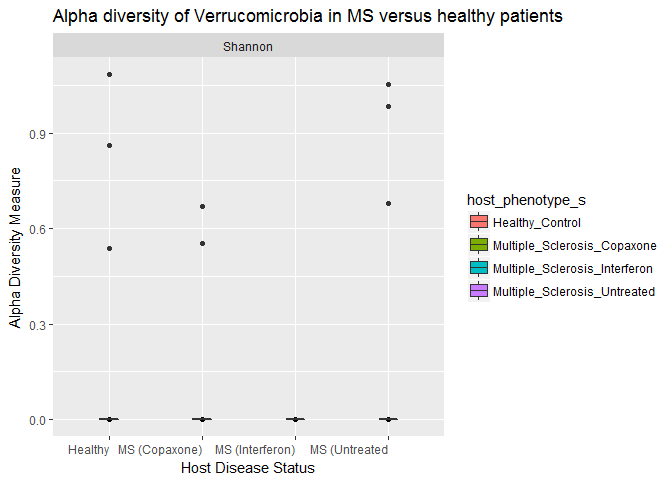 Alpha diversity of Verrucomicrobia in MS versus healthy patients
Shannon
Alpha Diversity Measure
0.9
0.6
0.3
0.0
Healthy
MS (Copaxone)
MS (Interferon)
MS (Untreated
Host Disease Status
host_phenotype_s
Healthy_Control
Multiple_Sclerosis_Copaxone
Multiple_Sclerosis_Interferon
Multiple_Sclerosis_Untreated